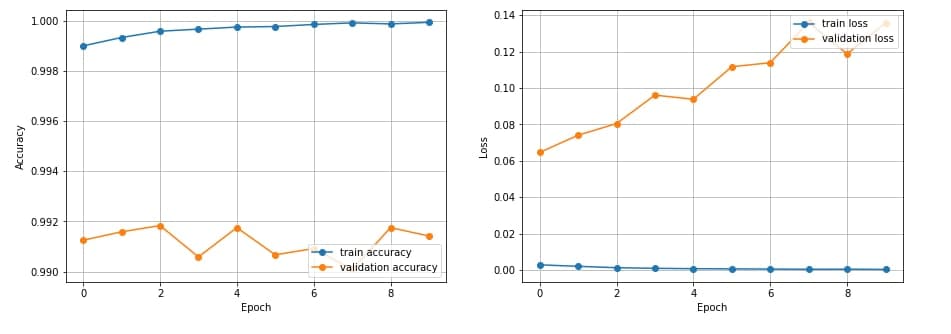 1.000
0.998
0.996
0.994
0.992
0.990
Accuracy
0 2 4 6 8
Epoch
train accuracy
validation accuracy
0.14
0.12
0.10
0.08
0.06
0.04
0.02
0.00
Loss
0 2 4 6 8
Epoch
train loss
validation loss